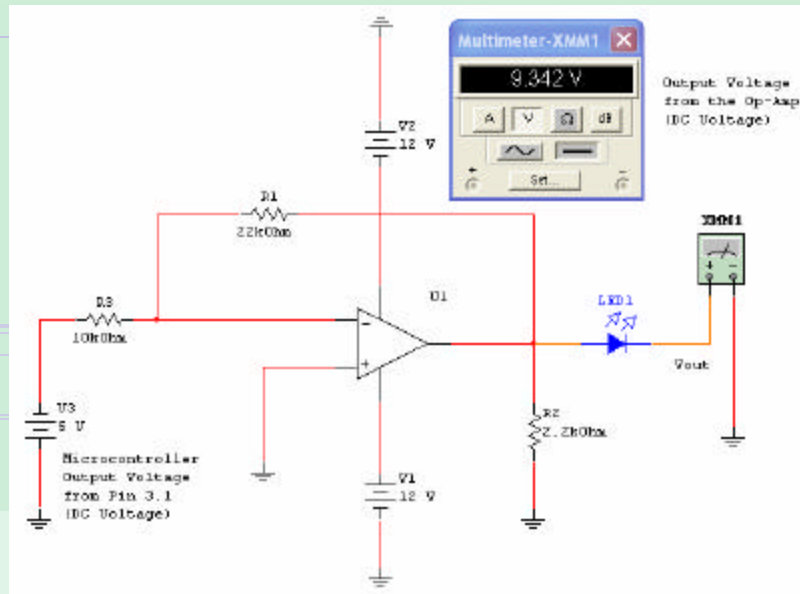 Multimeter-XMM1
9.342 V
A V Ω dB
+ Set... -
Output Voltage
from the Op-Amp
(DC Voltage)
V2
12 V
R1
22kOhm
XMM1
+ -
U1
LED1
R3
10kOhm
Vout
V3
5 V
R2
2.2kOhm
Microcontroller
Output Voltage
from Pin 3.1
(DC Voltage)
V1
12 V